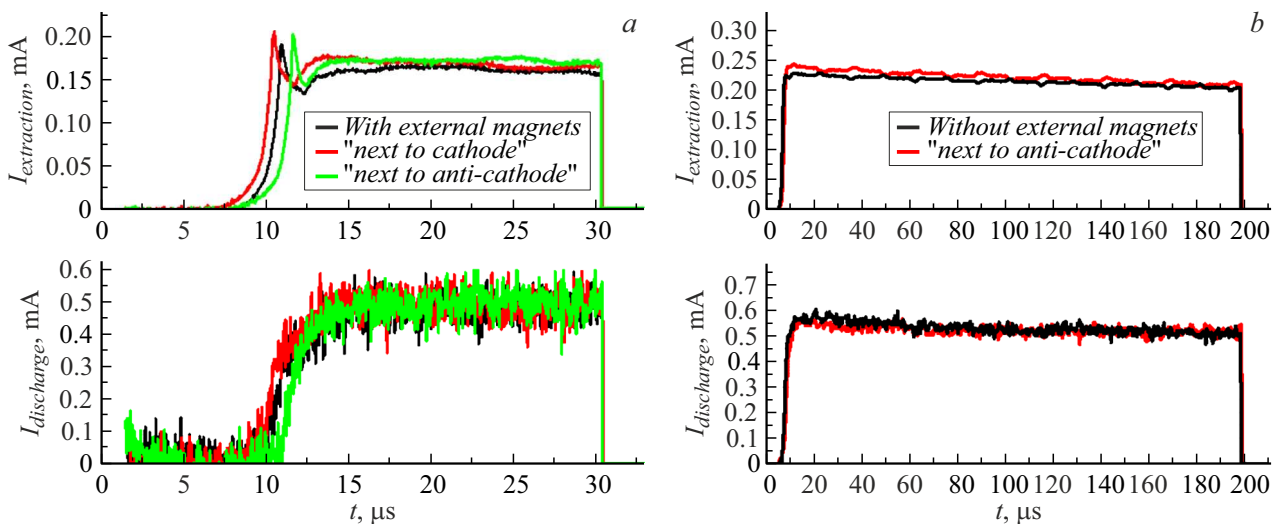 a
I_extraction, mA
0.20
0.15
0.10
0.05
0
With external magnets
"next to cathode"
"next to anti-cathode"
0 5 10 15 20 25 30
b
I_extraction, mA
0.30
0.25
0.20
0.15
0.10
0.05
0
Without external magnets
"next to anti-cathode"
0 20 40 60 80 100 120 140 160 180 200
I_discharge, mA
0.6
0.5
0.4
0.3
0.2
0.1
0
0 5 10 15 20 25 30
t, μs
I_discharge, mA
0.7
0.6
0.5
0.4
0.3
0.2
0.1
0
0 20 40 60 80 100 120 140 160 180 200
t, μs